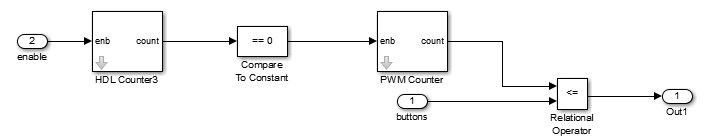 2
enable
enb count
HDL Counter3
== 0
Compare
To Constant
enb count
PWM Counter
1
buttons
<=
Relational
Operator
1
Out1